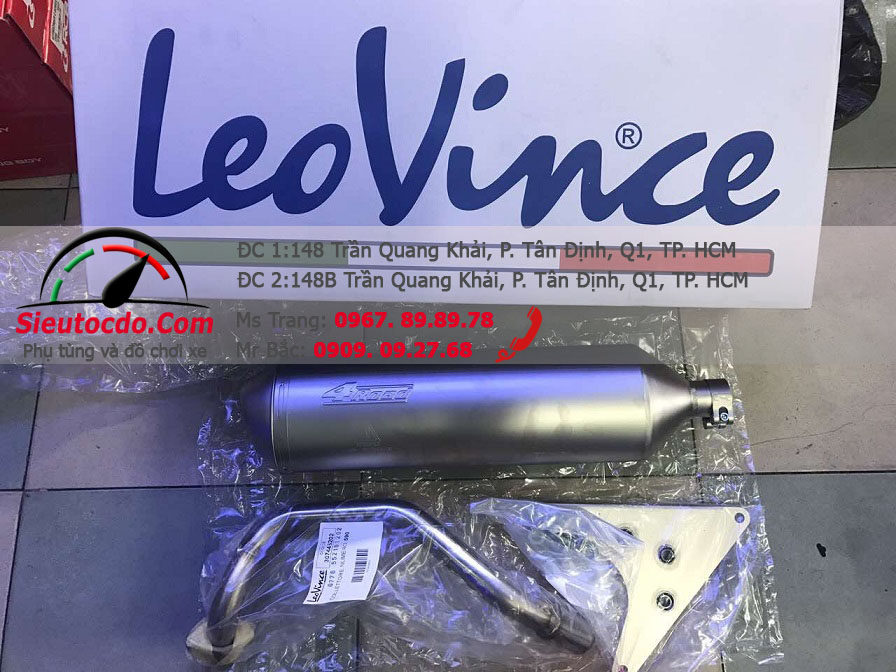 LeoVince®
ĐC 1:148 Trần Quang Khải, P. Tân Định, Q1, TP. HCM
ĐC 2:148B Trần Quang Khải, P. Tân Định, Q1, TP. HCM
Sieutocdo.Com
Phụ tùng và đồ chơi xe
Ms Trang: 0967. 89.89.78
Mr Bắc: 0909. 09.27.68
4ROAD
LeoVince